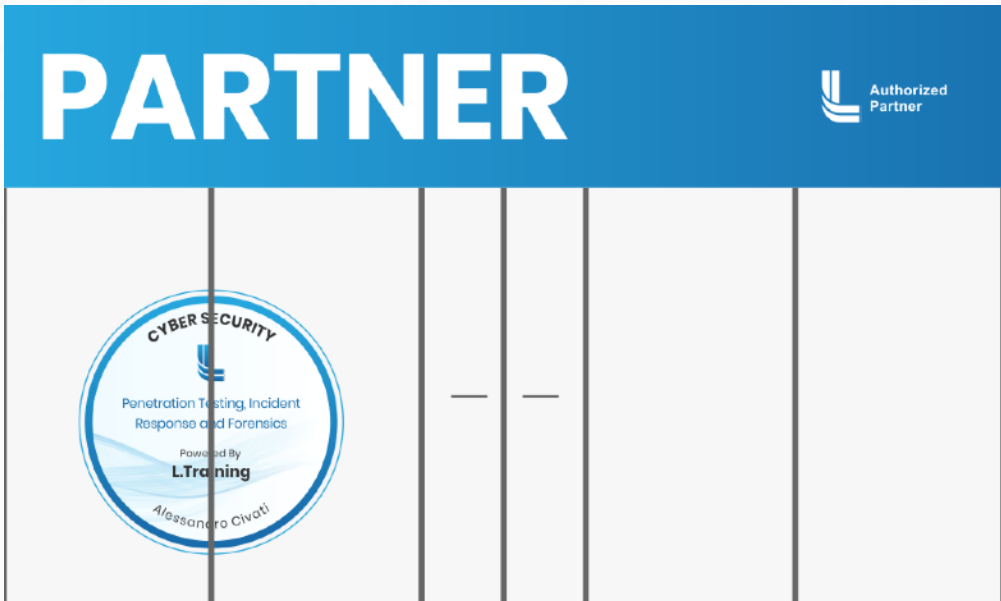 PARTNER
Authorized
Partner
CYBER SECURITY
Penetration Testing, Incident
Response and Forensics
Powered By
L.Training
Alessandro Civati